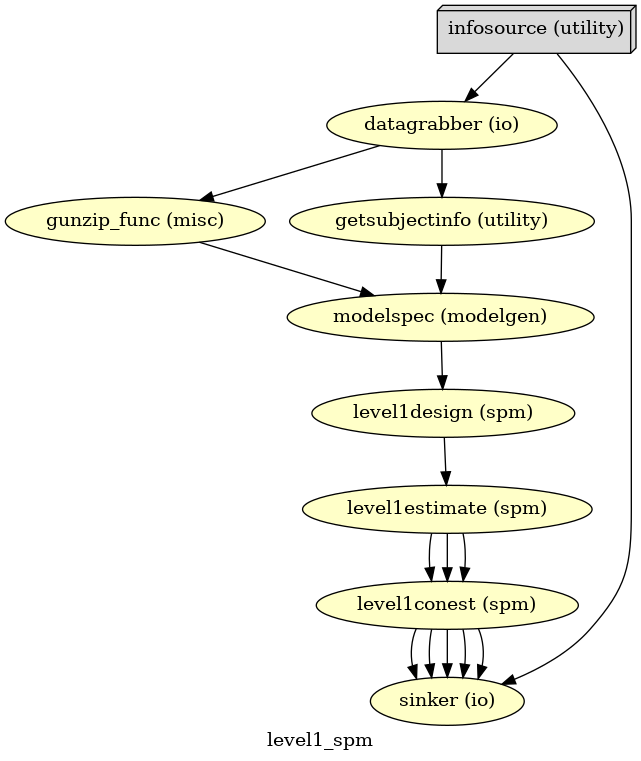 infosource (utility)
datagrabber (io)
gunzip_func (misc)
getsubjectinfo (utility)
modelspec (modelgen)
level1design (spm)
level1estimate (spm)
level1conest (spm)
sinker (io)
level1_spm